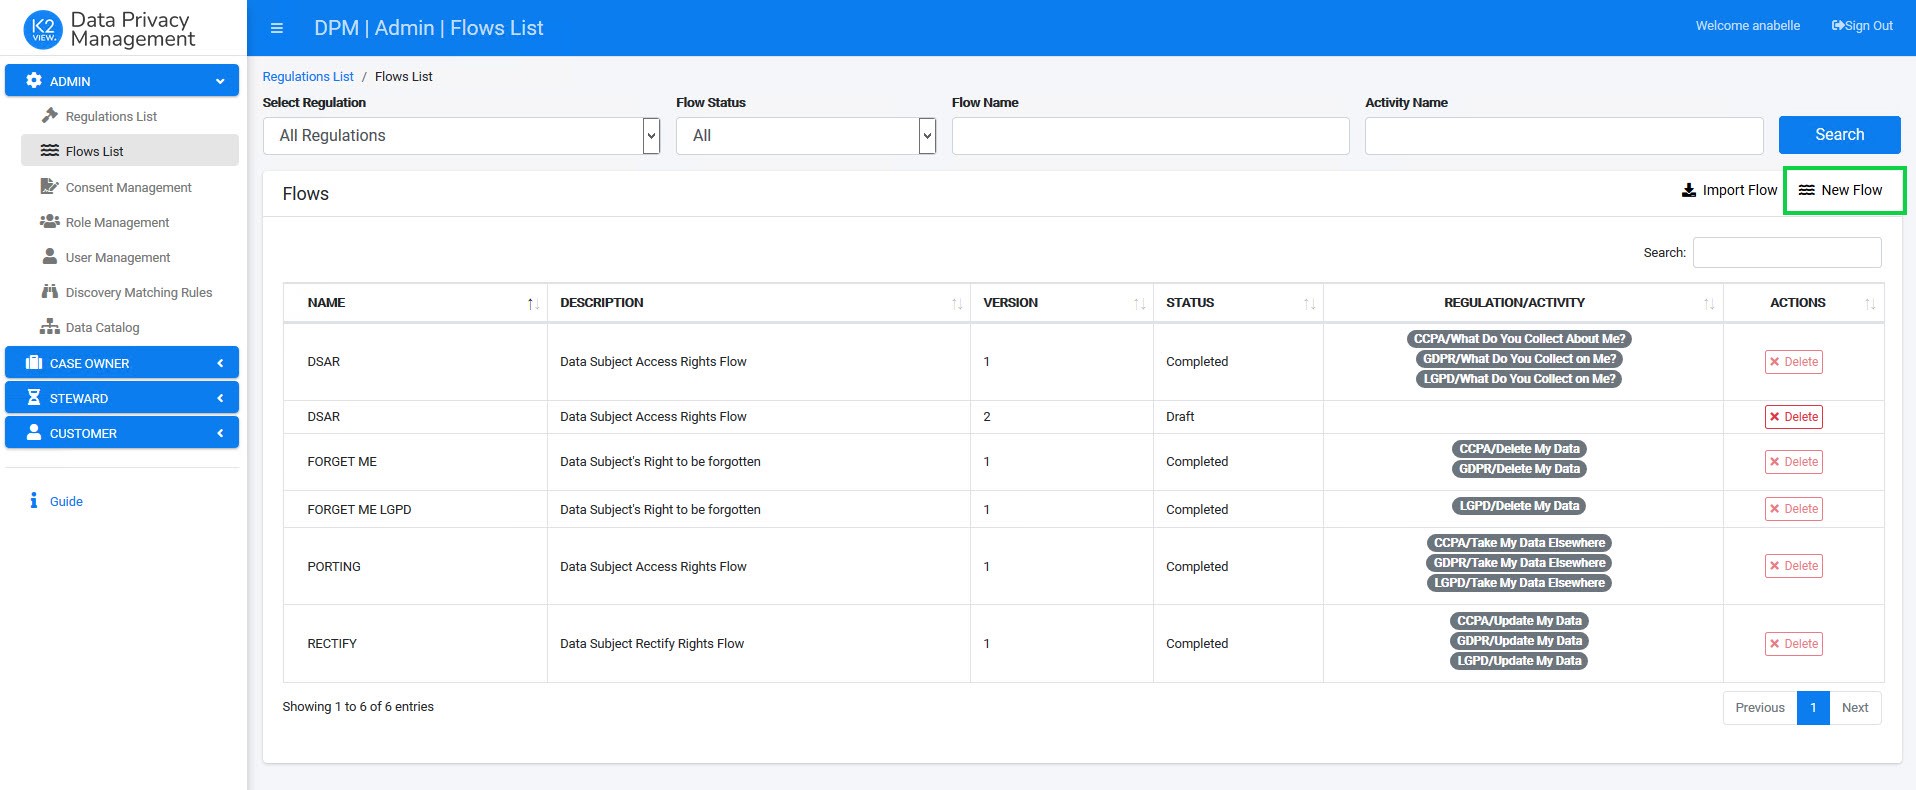 K2
VIEW.
Data Privacy
Management
DPM | Admin | Flows List
Welcome anabelle
Sign Out
ADMIN
Regulations List
Flows List
Consent Management
Role Management
User Management
Discovery Matching Rules
Data Catalog
CASE OWNER
STEWARD
CUSTOMER
Guide
Regulations List / Flows List
Select Regulation
Flow Status
Flow Name
Activity Name
All Regulations
All
Search
Flows
Import Flow
New Flow
Search:
NAME DESCRIPTION VERSION STATUS REGULATION/ACTIVITY ACTIONS
CCPA/What Do You Collect About Me?
DSAR Data Subject Access Rights Flow 1 Completed GDPR/What Do You Collect on Me? Delete
LGPD/What Do You Collect on Me?
DSAR Data Subject Access Rights Flow 2 Draft Delete
CCPA/Delete My Data
FORGET ME Data Subject's Right to be forgotten 1 Completed Delete
GDPR/Delete My Data
FORGET ME LGPD Data Subject's Right to be forgotten 1 Completed LGPD/Delete My Data Delete
CCPA/Take My Data Elsewhere
PORTING Data Subject Access Rights Flow 1 Completed GDPR/Take My Data Elsewhere Delete
LGPD/Take My Data Elsewhere
CCPA/Update My Data
RECTIFY Data Subject Rectify Rights Flow 1 Completed GDPR/Update My Data Delete
LGPD/Update My Data
Showing 1 to 6 of 6 entries
Previous 1 Next